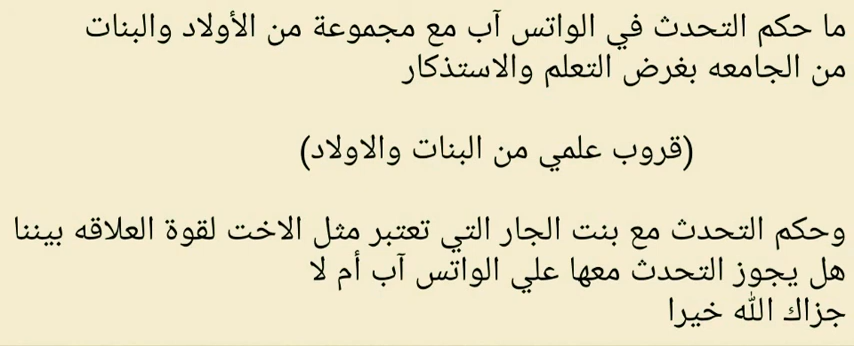 ما حكم التحدث في الواتس آب مع مجموعة من الأولاد والبنات
من الجامعه بغرض التعلم والاستذكار
(قروب علمي من البنات والاولاد)
وحكم التحدث مع بنت الجار التي تعتبر مثل الاخت لقوة العلاقه بيننا
هل يجوز التحدث معها علي الواتس آب أم لا
جزاك الله خيرا